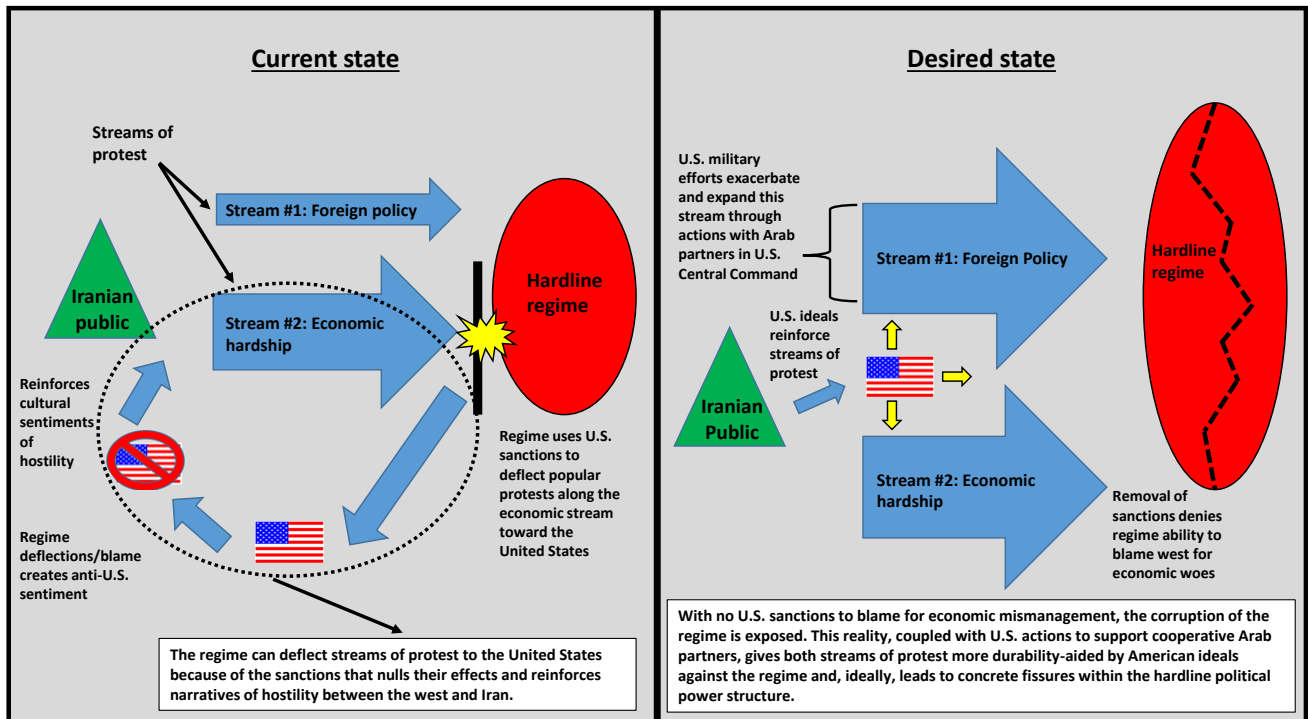 Current state
Streams of
protest
Stream #1: Foreign policy
Iranian
public
Stream #2: Economic
hardship
Hardline
regime
Reinforces
cultural
sentiments
of
hostility
Regime uses U.S.
sanctions to
deflect popular
protests along the
economic stream
toward the
United States
Regime
deflections/blame
creates anti-U.S.
sentiment
The regime can deflect streams of protest to the United States
because of the sanctions that nulls their effects and reinforces
narratives of hostility between the west and Iran.
Desired state
U.S. military
efforts exacerbate
and expand this
stream through
actions with Arab
partners in U.S.
Central Command
Stream #1: Foreign Policy
Hardline
regime
U.S. ideals
reinforce
streams of
protest
Iranian
Public
Stream #2: Economic
hardship
Removal of
sanctions denies
regime ability to
blame west for
economic woes
With no U.S. sanctions to blame for economic mismanagement, the corruption of the
regime is exposed. This reality, coupled with U.S. actions to support cooperative Arab
partners, gives both streams of protest more durability-aided by American ideals
against the regime and, ideally, leads to concrete fissures within the hardline political
power structure.